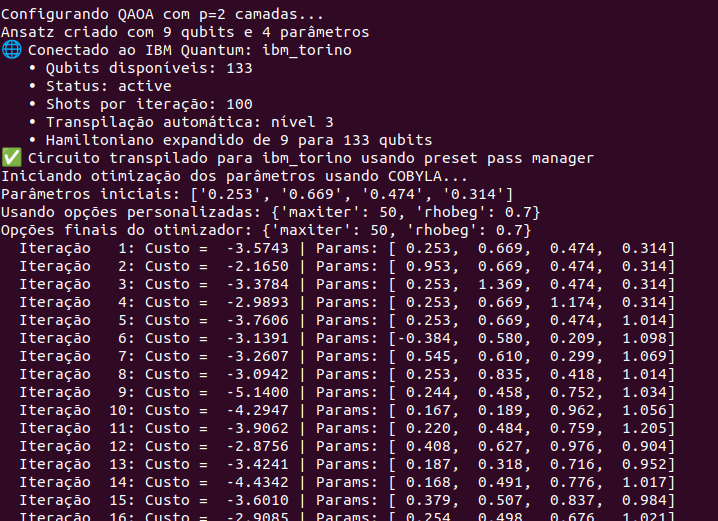 Configurando QAOA com p=2 camadas...
Ansatz criado com 9 qubits e 4 parâmetros
🌐 Conectado ao IBM Quantum: ibm_torino
• Qubits disponíveis: 133
• Status: active
• Shots por iteração: 100
• Transpilação automática: nível 3
• Hamiltoniano expandido de 9 para 133 qubits
✅ Circuito transpilado para ibm_torino usando preset pass manager
Iniciando otimização dos parâmetros usando COBYLA...
Parâmetros iniciais: ['0.253', '0.669', '0.474', '0.314']
Usando opções personalizadas: {'maxiter': 50, 'rhobeg': 0.7}
Opções finais do otimizador: {'maxiter': 50, 'rhobeg': 0.7}
Iteração   1: Custo =  -3.5743 | Params: [ 0.253,  0.669,  0.474,  0.314]
Iteração   2: Custo =  -2.1650 | Params: [ 0.953,  0.669,  0.474,  0.314]
Iteração   3: Custo =  -3.3784 | Params: [ 0.253,  1.369,  0.474,  0.314]
Iteração   4: Custo =  -2.9893 | Params: [ 0.253,  0.669,  1.174,  0.314]
Iteração   5: Custo =  -3.7606 | Params: [ 0.253,  0.669,  0.474,  1.014]
Iteração   6: Custo =  -3.1391 | Params: [-0.384,  0.580,  0.209,  1.098]
Iteração   7: Custo =  -3.2607 | Params: [ 0.545,  0.610,  0.299,  1.069]
Iteração   8: Custo =  -3.0942 | Params: [ 0.253,  0.835,  0.418,  1.014]
Iteração   9: Custo =  -5.1400 | Params: [ 0.244,  0.458,  0.752,  1.034]
Iteração  10: Custo =  -4.2947 | Params: [ 0.167,  0.189,  0.962,  1.056]
Iteração  11: Custo =  -3.9062 | Params: [ 0.220,  0.484,  0.759,  1.205]
Iteração  12: Custo =  -2.8756 | Params: [ 0.408,  0.627,  0.976,  0.904]
Iteração  13: Custo =  -3.4241 | Params: [ 0.187,  0.318,  0.716,  0.952]
Iteração  14: Custo =  -4.4342 | Params: [ 0.168,  0.491,  0.776,  1.017]
Iteração  15: Custo =  -3.6010 | Params: [ 0.379,  0.507,  0.837,  0.984]
Iteração  16: Custo =  -2.9085 | Params: [ 0.254,  0.498,  0.676,  1.021]